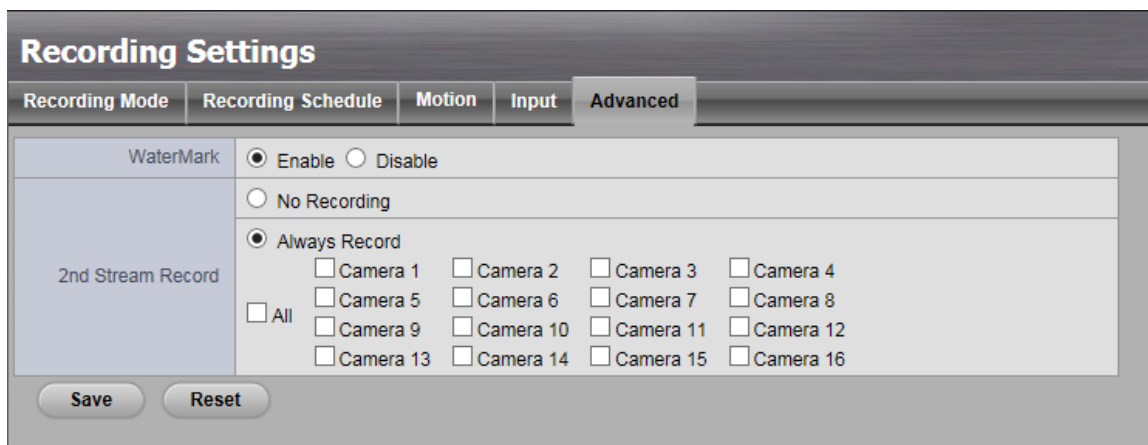 Recording Settings
Recording Mode Recording Schedule Motion Input Advanced
WaterMark Enable Disable
No Recording
2nd Stream Record
Always Record
Camera 1 Camera 2 Camera 3 Camera 4
Camera 5 Camera 6 Camera 7 Camera 8
All
Camera 9 Camera 10 Camera 11 Camera 12
Camera 13 Camera 14 Camera 15 Camera 16
Save Reset